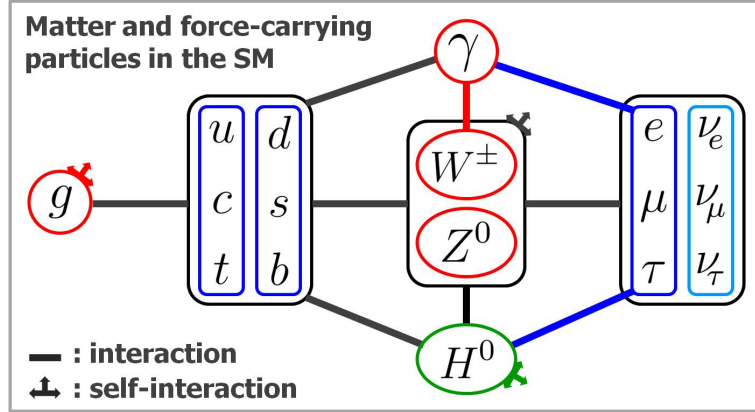 Matter and force-carrying
particles in the SM
γ
u d
e νe
W±
g
c s
μ νμ
Z0
t b
τ ντ
: interaction
H0
: self-interaction